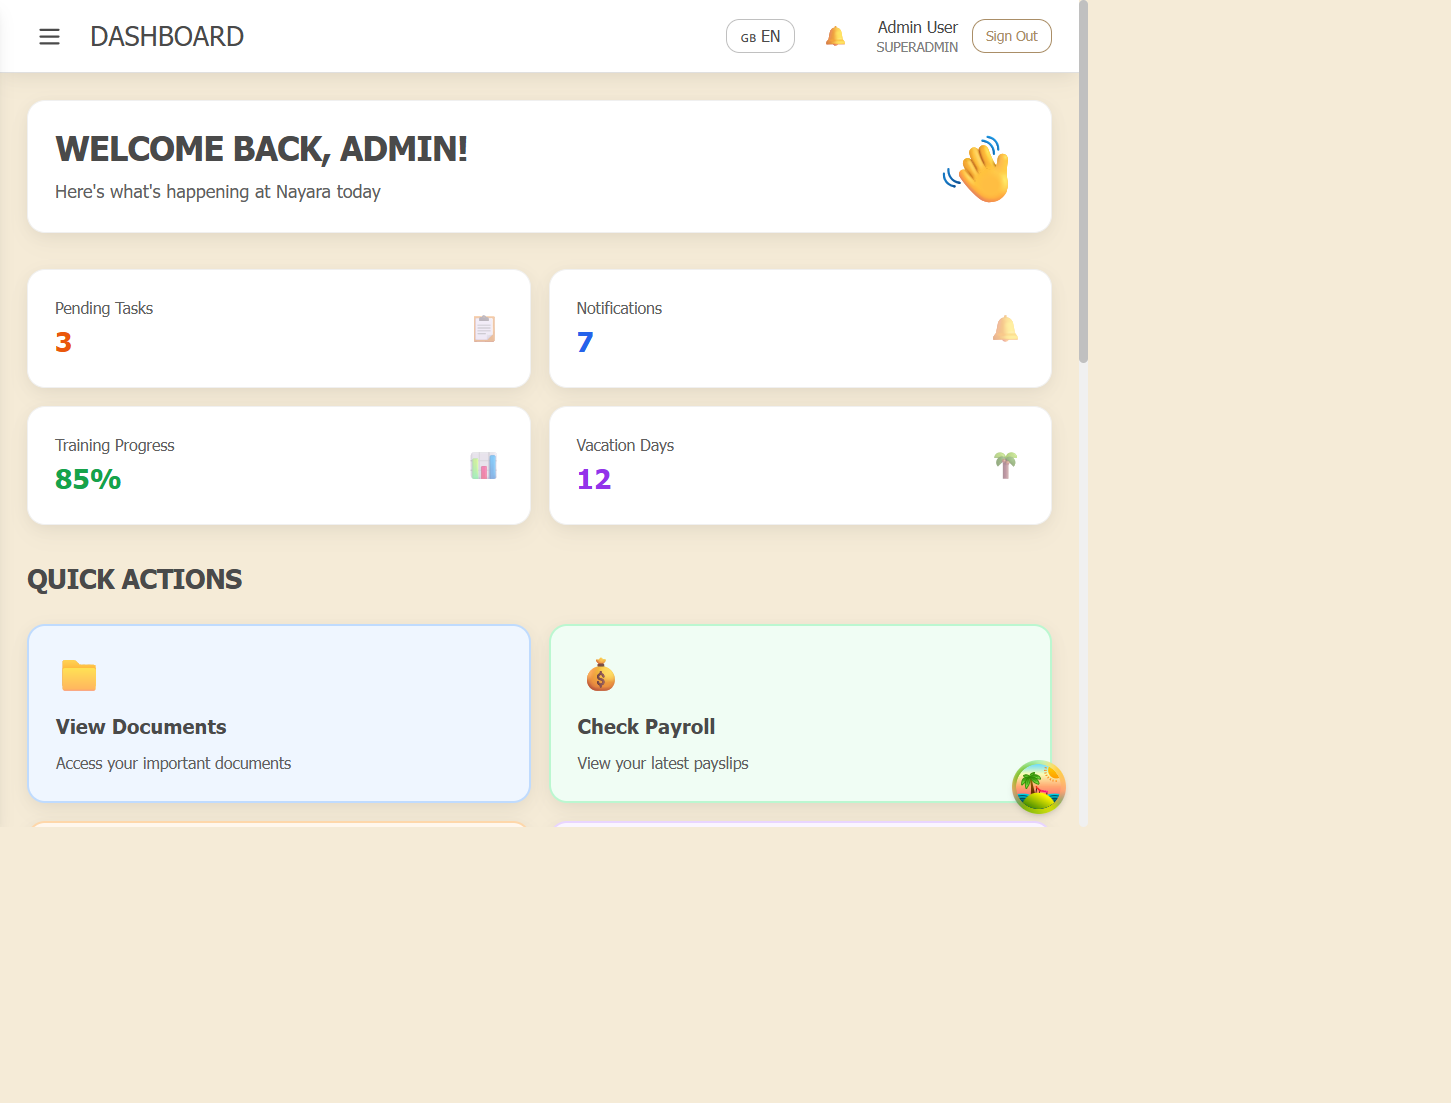 DASHBOARD
GB EN
Admin User
SUPERADMIN
Sign Out
WELCOME BACK, ADMIN!
Here's what's happening at Nayara today
Pending Tasks
3
Notifications
7
Training Progress
85%
Vacation Days
12
QUICK ACTIONS
View Documents
Access your important documents
Check Payroll
View your latest payslips